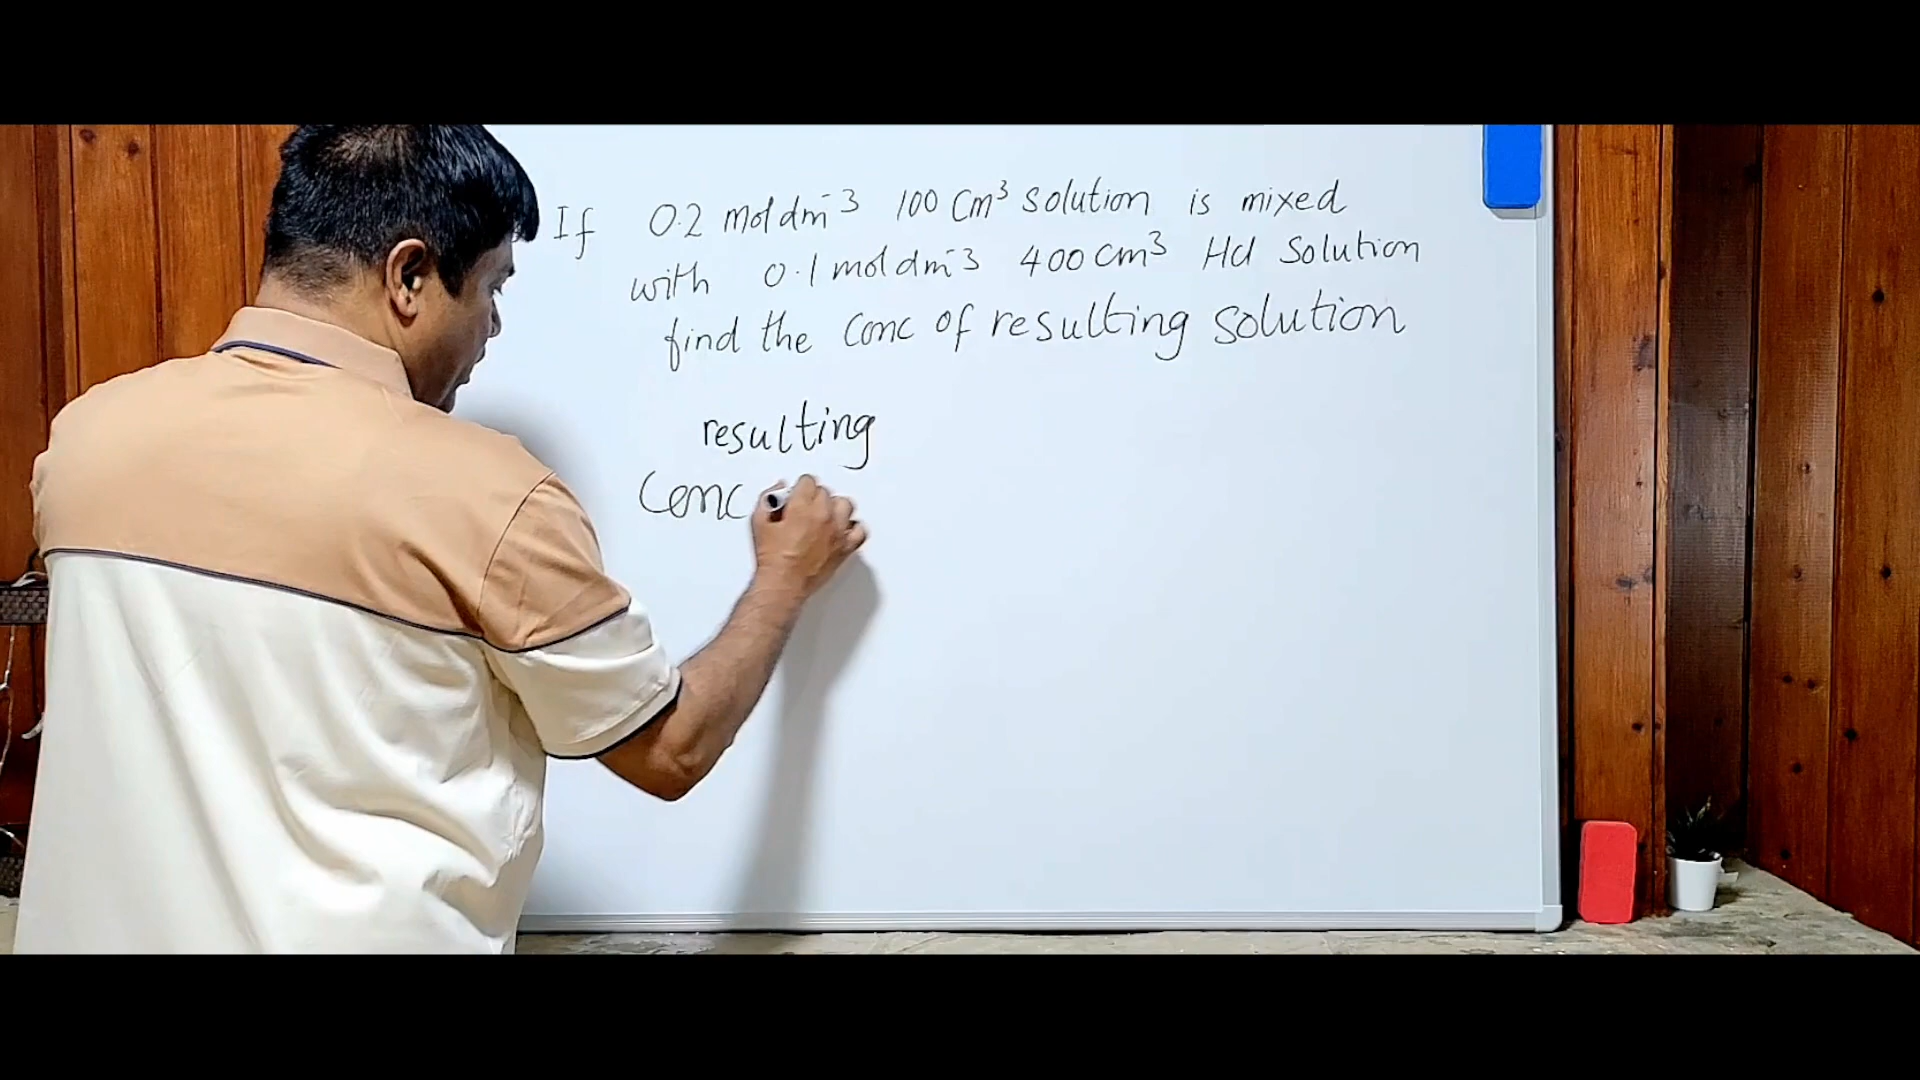 If 0.2 mol dm⁻³ 100 Cm³ solution is mixed
with 0.1 mol dm⁻³ 400 cm³ Hcl Solution
find the Conc of resulting solution
resulting
Conc